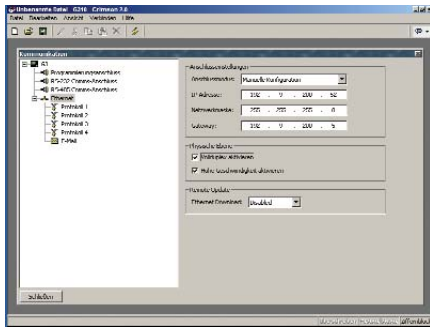 Unbenannte Datei G310 Crimson 2.0
Datei Bearbeiten Ansicht Verbinden Hilfe
Kommunikation
G3
Programmierungsanschluss
RS-232 Comms-Anschluss
RS-485 Comms-Anschluss
Ethernet
Protokoll 1
Protokoll 2
Protokoll 3
Protokoll 4
E-Mail
Anschlusseinstellungen
Anschlussmodus: Manuelle Konfiguration
IP Adresse: 192 . 9 . 200 . 52
Netzwerkmaske: 255 . 255 . 255 . 0
Gateway: 192 . 9 . 200 . 5
Physische Ebene
Vollduplex aktivieren
Hohe Geschwindigkeit aktivieren
Remote Update
Ethernet Download: Disabled
Schließen